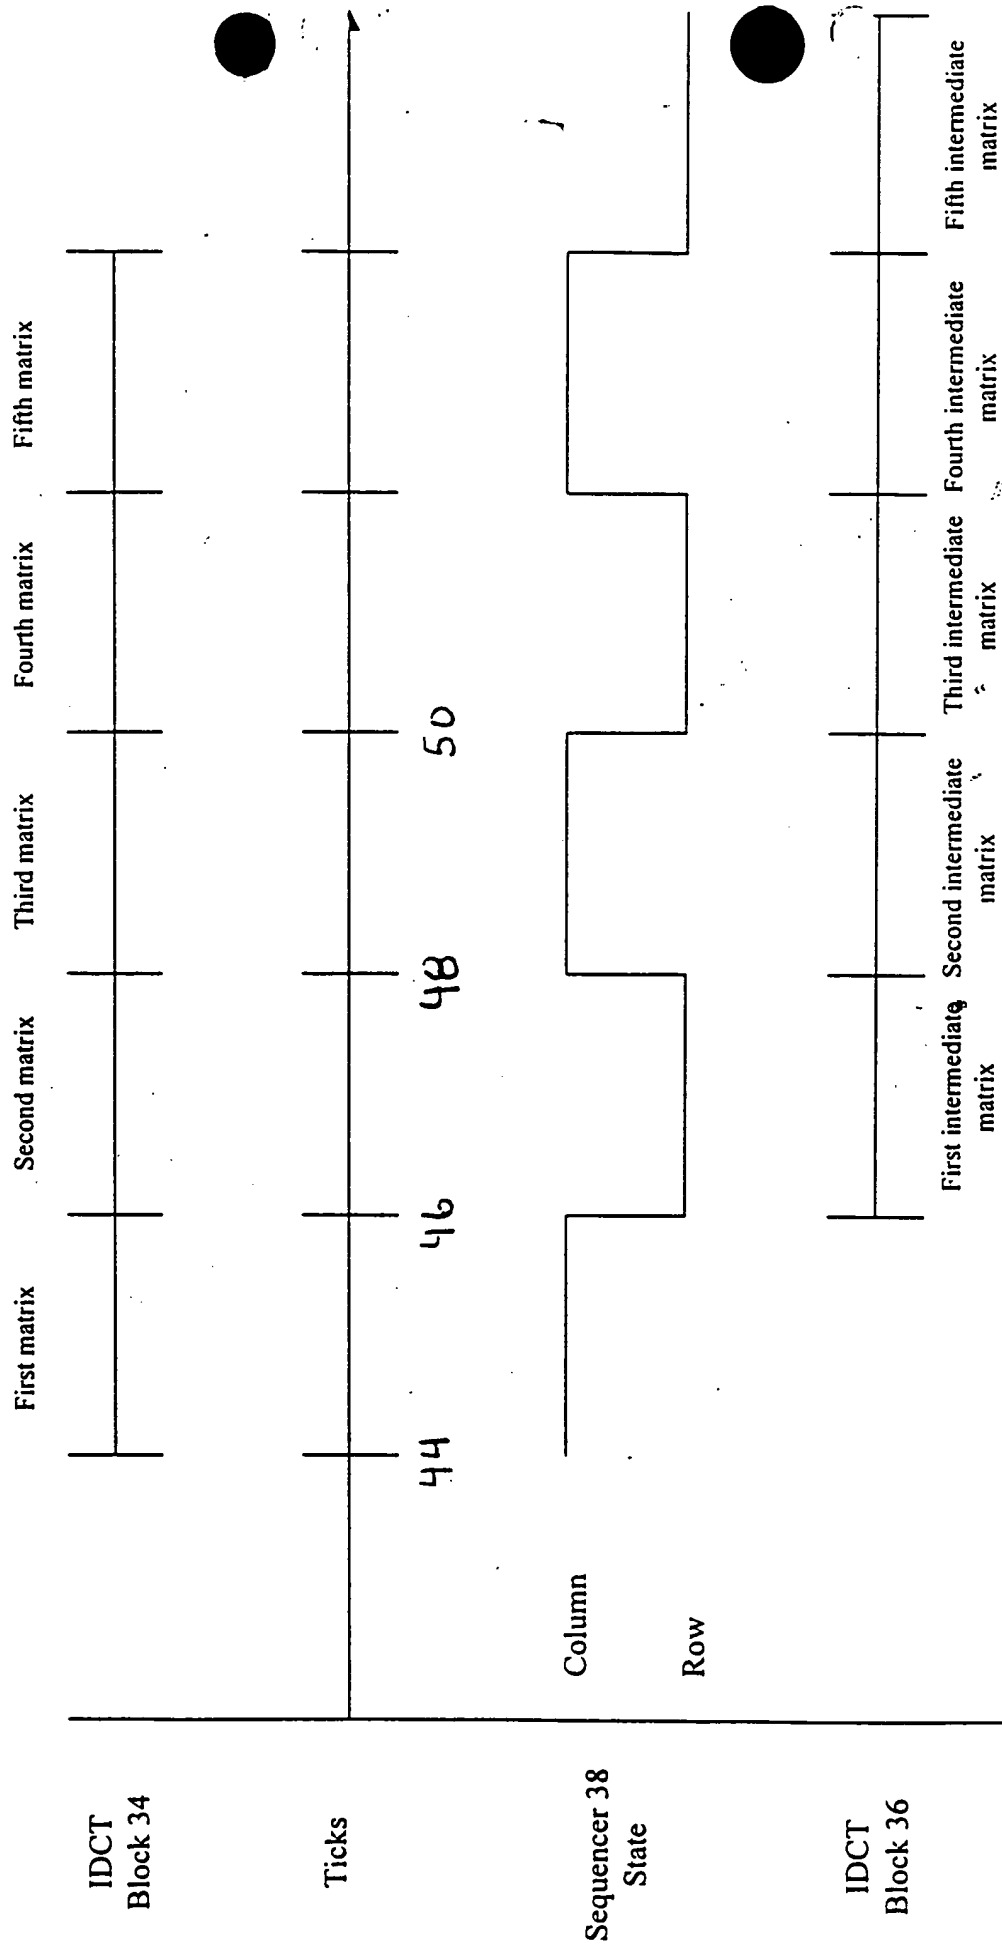 First matrix
Second matrix
Third matrix
Fourth matrix
Fifth matrix
IDCT
Block 34
Ticks
44
46
48
50
Sequencer 38
State
Column
Row
IDCT
Block 36
First intermediate
matrix
Second intermediate
matrix
Third intermediate
matrix
Fourth intermediate
matrix
Fifth intermediate
matrix